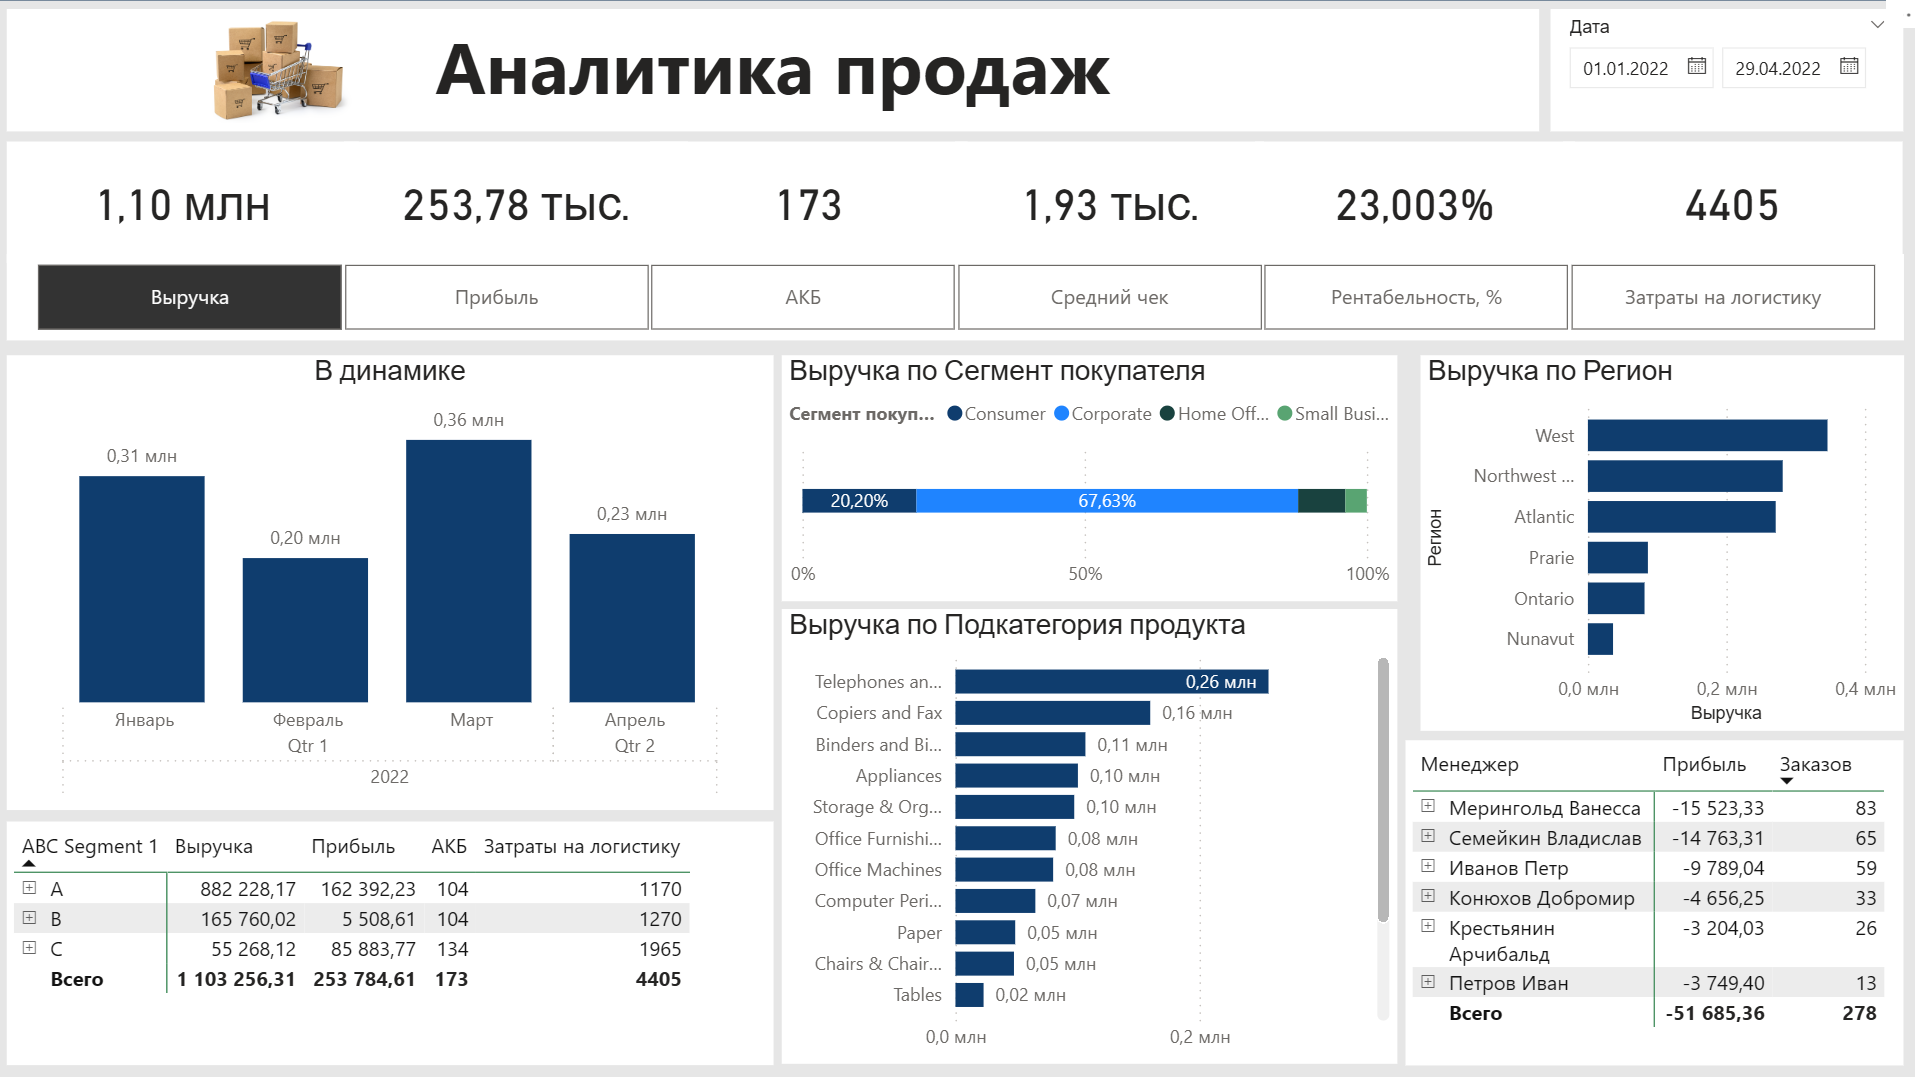 Аналитика продаж
Дата
01.01.2022 29.04.2022
1,10 млн 253,78 тыс. 173 1,93 тыс. 23,003% 4405
Выручка Прибыль АКБ Средний чек Рентабельность, % Затраты на логистику
В динамике
0,31 млн
0,20 млн
0,36 млн
0,23 млн
Январь Февраль Март Апрель
Qtr 1 Qtr 2
2022
ABC Segment 1 Выручка Прибыль АКБ Затраты на логистику
A 882 228,17 162 392,23 104 1170
B 165 760,02 5 508,61 104 1270
C 55 268,12 85 883,77 134 1965
Всего 1 103 256,31 253 784,61 173 4405
Выручка по Сегмент покупателя
Сегмент покуп... Consumer Corporate Home Off... Small Busi...
20,20% 67,63%
0% 50% 100%
Выручка по Подкатегория продукта
Telephones an... 0,26 млн
Copiers and Fax 0,16 млн
Binders and Bi... 0,11 млн
Appliances 0,10 млн
Storage & Org... 0,10 млн
Office Furnishi... 0,08 млн
Office Machines 0,08 млн
Computer Peri... 0,07 млн
Paper 0,05 млн
Chairs & Chair... 0,05 млн
Tables 0,02 млн
0,0 млн 0,2 млн
Выручка по Регион
Регион
West
Northwest ...
Atlantic
Prarie
Ontario
Nunavut
0,0 млн 0,2 млн 0,4 млн
Выручка
Менеджер Прибыль Заказов
Мерингольд Ванесса -15 523,33 83
Семейкин Владислав -14 763,31 65
Иванов Петр -9 789,04 59
Конюхов Добромир -4 656,25 33
Крестьянин -3 204,03 26
Арчибальд
Петров Иван -3 749,40 13
Всего -51 685,36 278